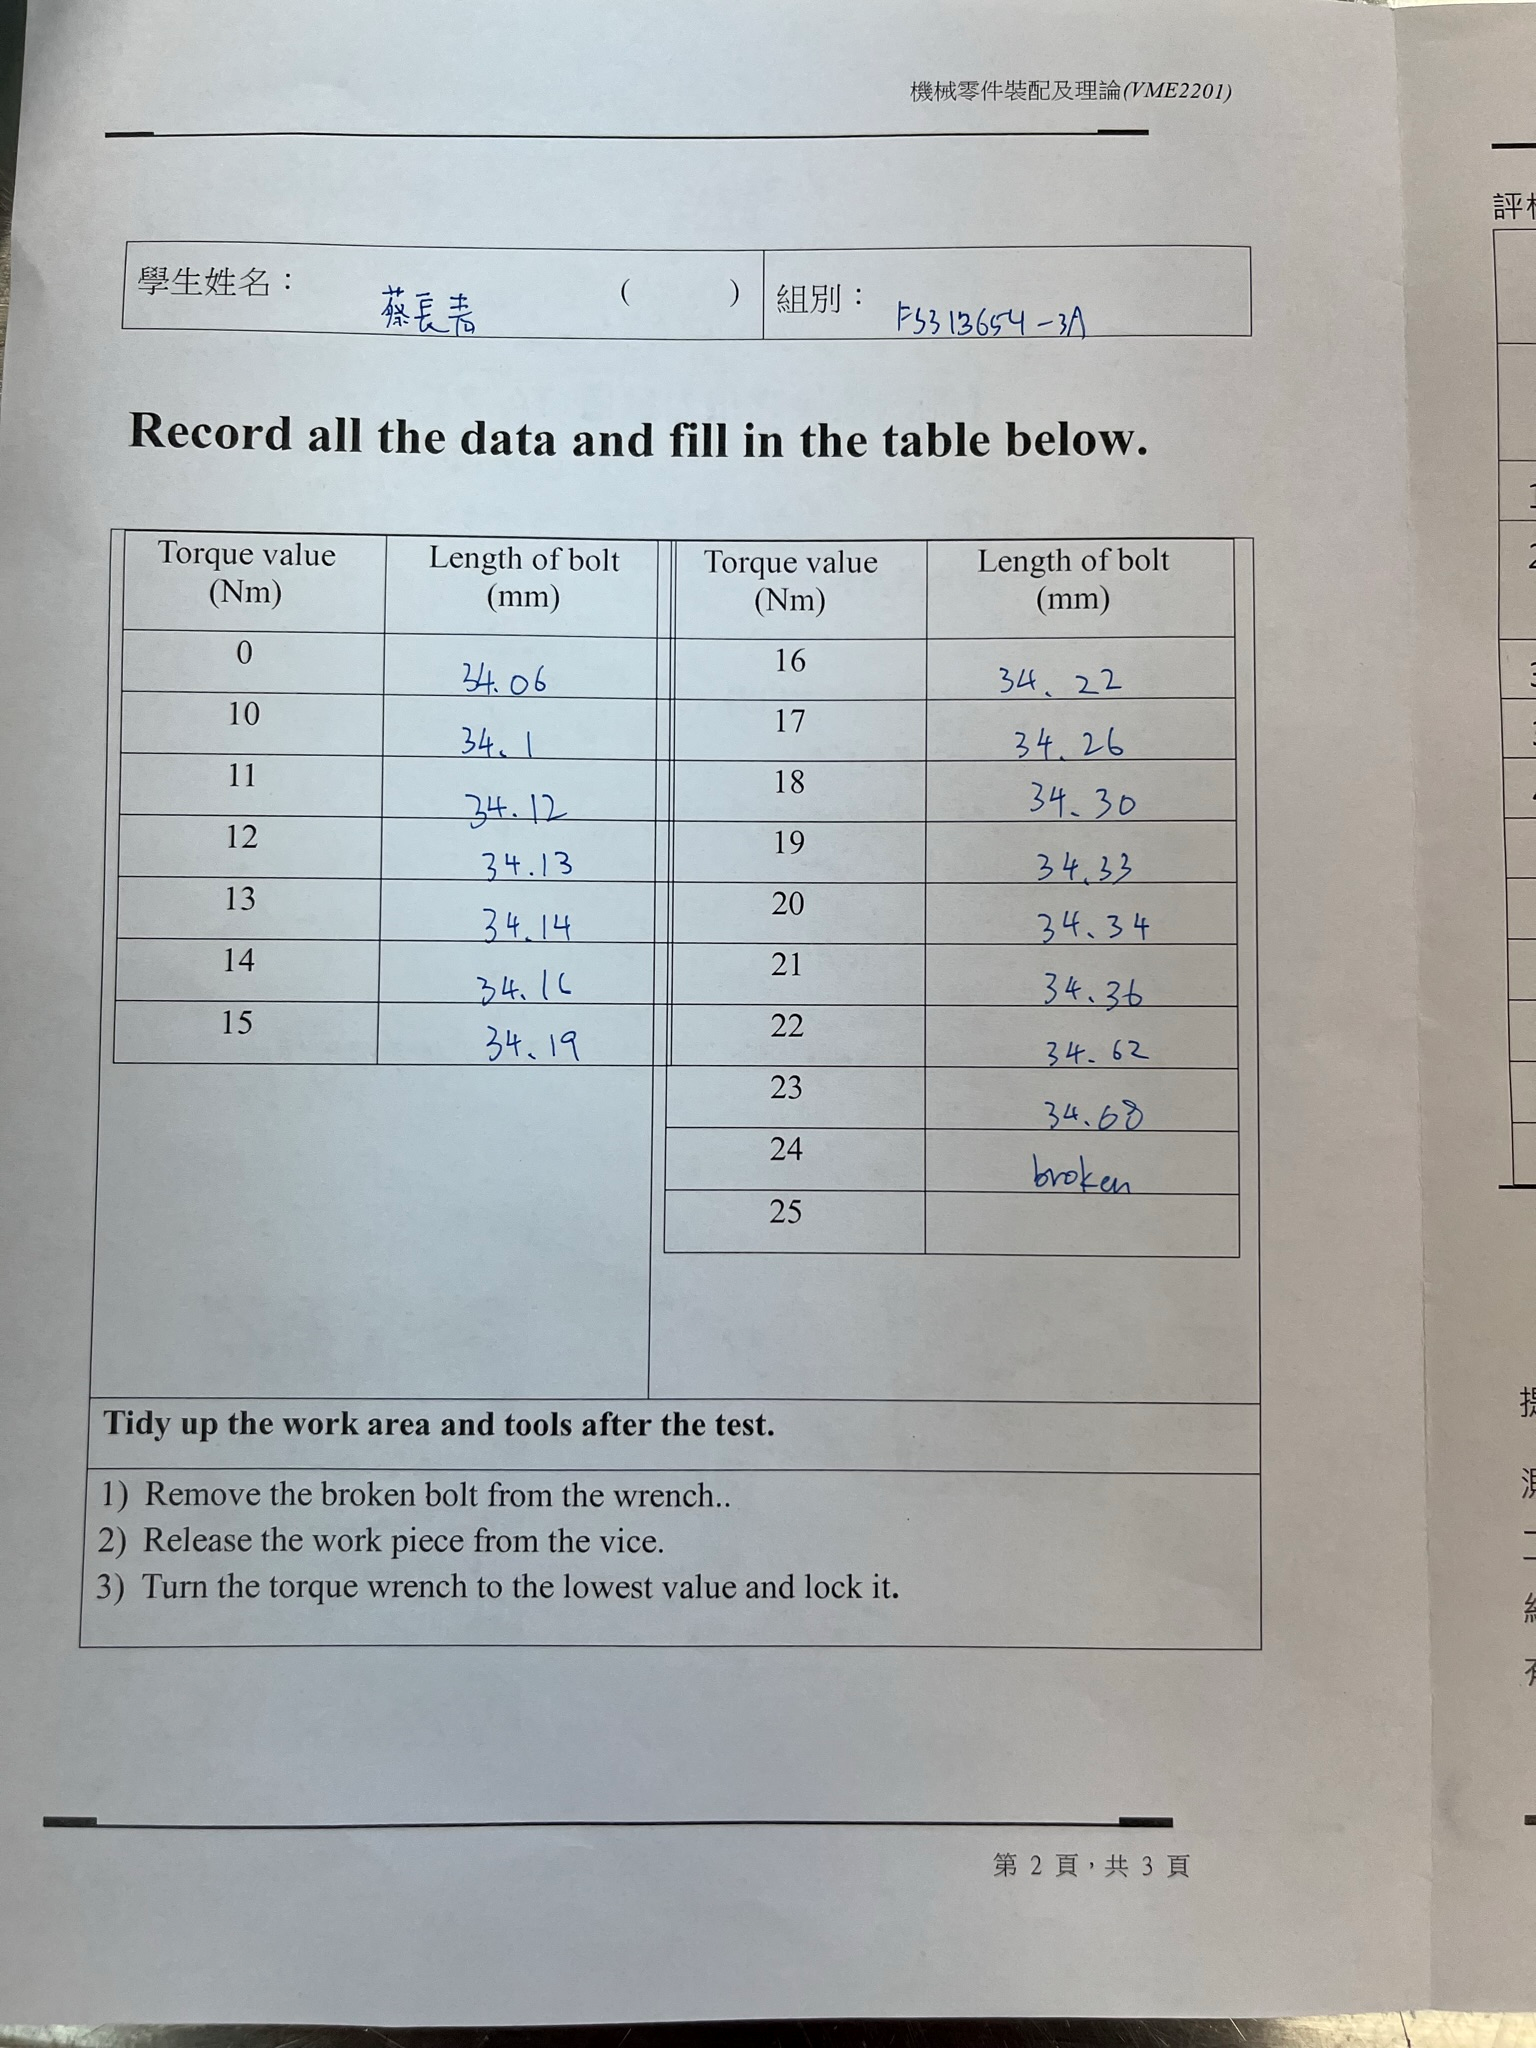 機械零件裝配及理論(VME2201)
學生姓名： 蔡長青 ( ) 組別： FS313654-3A
Record all the data and fill in the table below.
Torque value (Nm) Length of bolt (mm) Torque value (Nm) Length of bolt (mm)
0 34.06 16 34.22
10 34.1 17 34.26
11 34.12 18 34.30
12 34.13 19 34.33
13 34.14 20 34.34
14 34.16 21 34.36
15 34.19 22 34.62
23 34.68
24 broken
25
Tidy up the work area and tools after the test.
1) Remove the broken bolt from the wrench..
2) Release the work piece from the vice.
3) Turn the torque wrench to the lowest value and lock it.
第 2 頁，共 3 頁